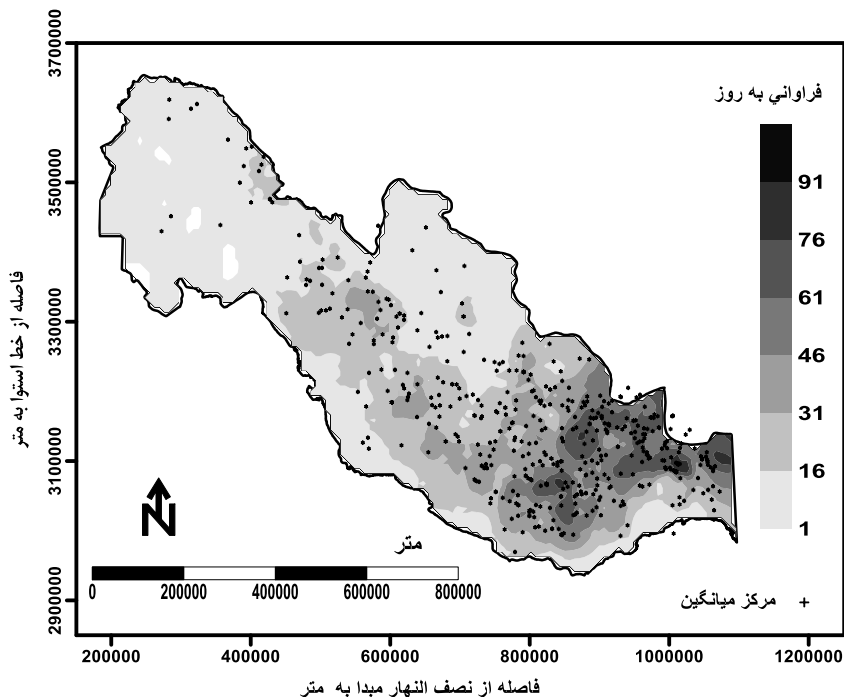 3700000
3500000
3300000
3100000
2900000
فاصله از خط استوا به متر
فراواني به روز
91
76
61
46
31
16
1
N
متر
0 200000 400000 600000 800000
مرکز میانگین +
200000 400000 600000 800000 1000000 1200000
فاصله از نصف النهار مبدا به متر